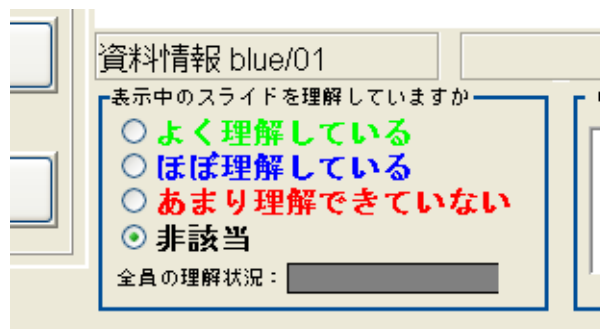 資料情報 blue/01
表示中のスライドを理解していますか
よく理解している
ほぼ理解している
あまり理解できていない
非該当
全員の理解状況：